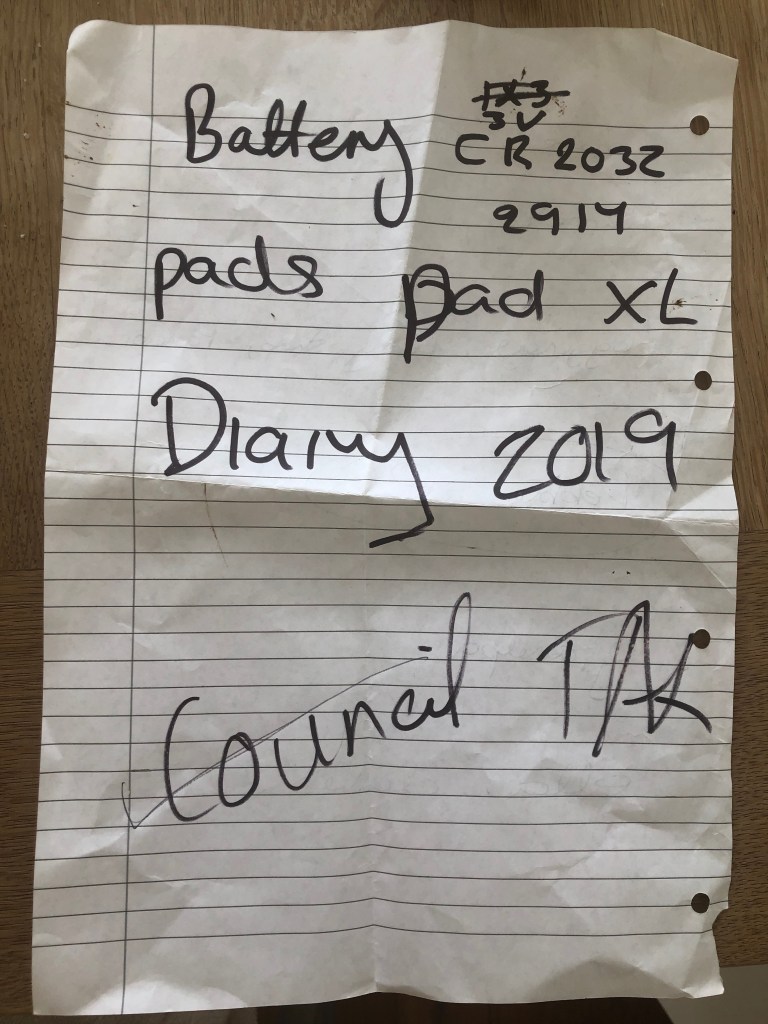 Battery
3V
CR 2032
2914
pads pad XL
Diary 2019
Council TAX